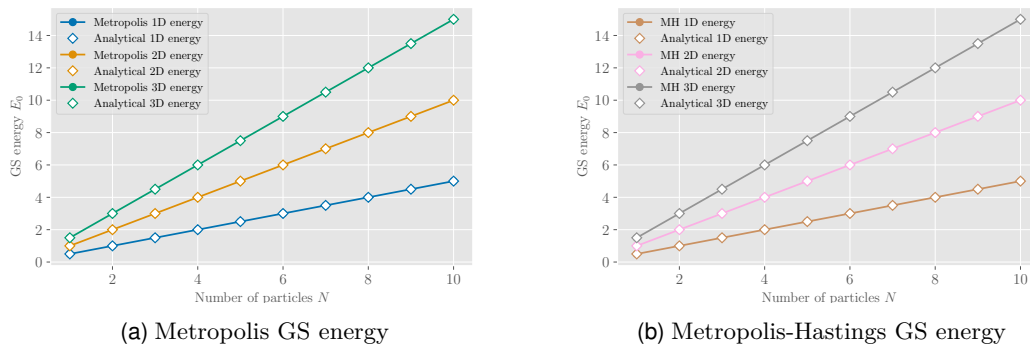 Metropolis 1D energy
Analytical 1D energy
Metropolis 2D energy
Analytical 2D energy
Metropolis 3D energy
Analytical 3D energy
GS energy E₀
14
12
10
8
6
4
2
0
2 4 6 8 10
Number of particles N
(a) Metropolis GS energy
MH 1D energy
Analytical 1D energy
MH 2D energy
Analytical 2D energy
MH 3D energy
Analytical 3D energy
GS energy E₀
14
12
10
8
6
4
2
0
2 4 6 8 10
Number of particles N
(b) Metropolis-Hastings GS energy